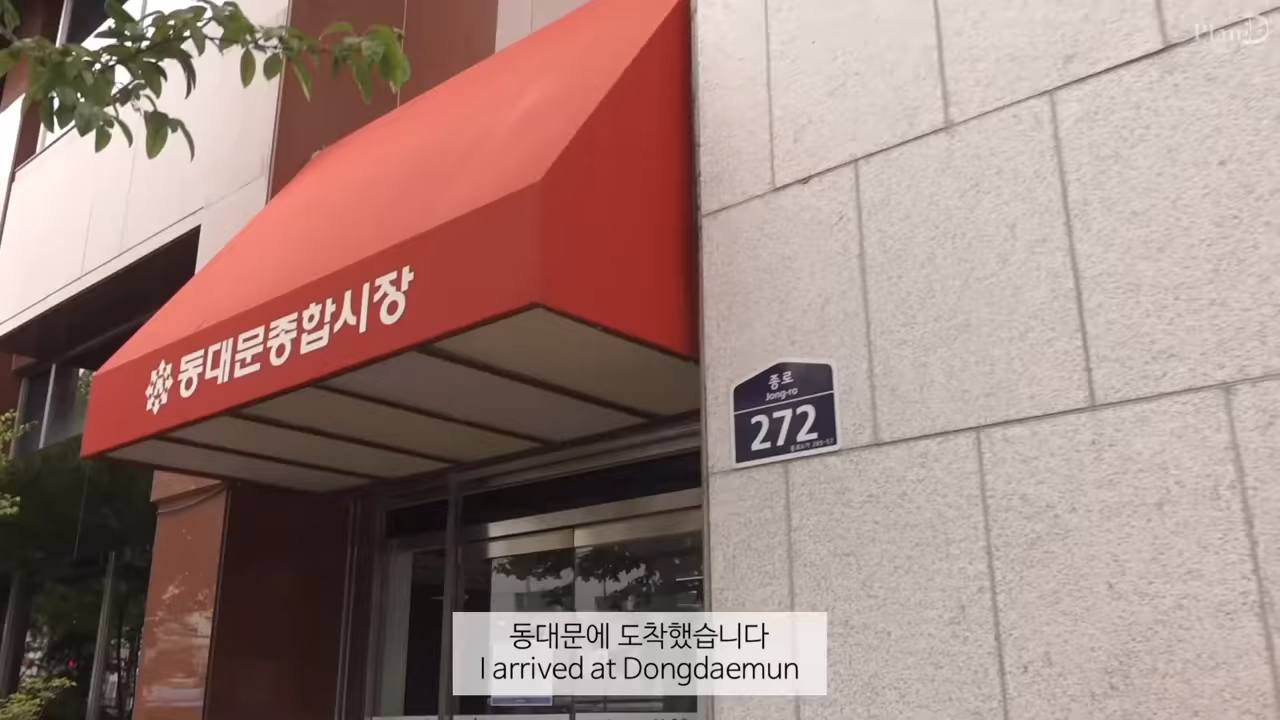 Plan D
동대문종합시장
종로
Jong-ro
272
동대문에 도착했습니다
I arrived at Dongdaemun